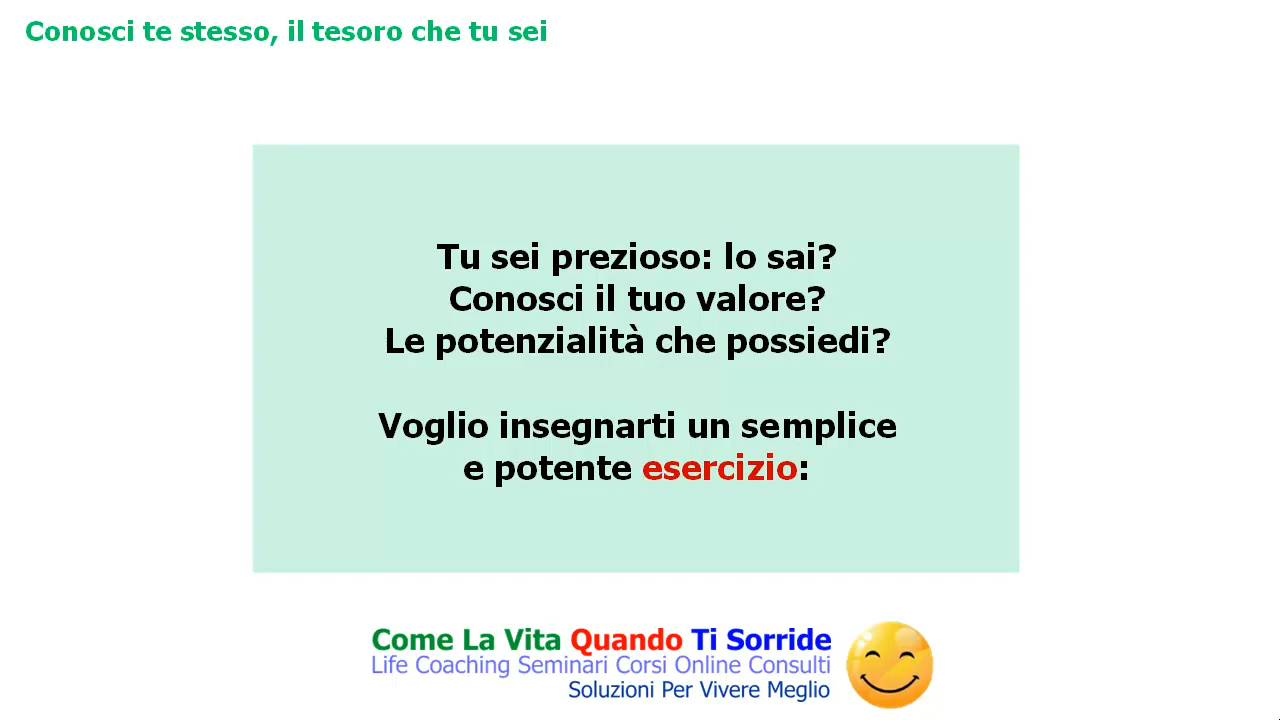 Conosci te stesso, il tesoro che tu sei
Tu sei prezioso: lo sai?
Conosci il tuo valore?
Le potenzialità che possiedi?
Voglio insegnarti un semplice
e potente esercizio:
Come La Vita Quando Ti Sorride
Life Coaching Seminari Corsi Online Consulti
Soluzioni Per Vivere Meglio